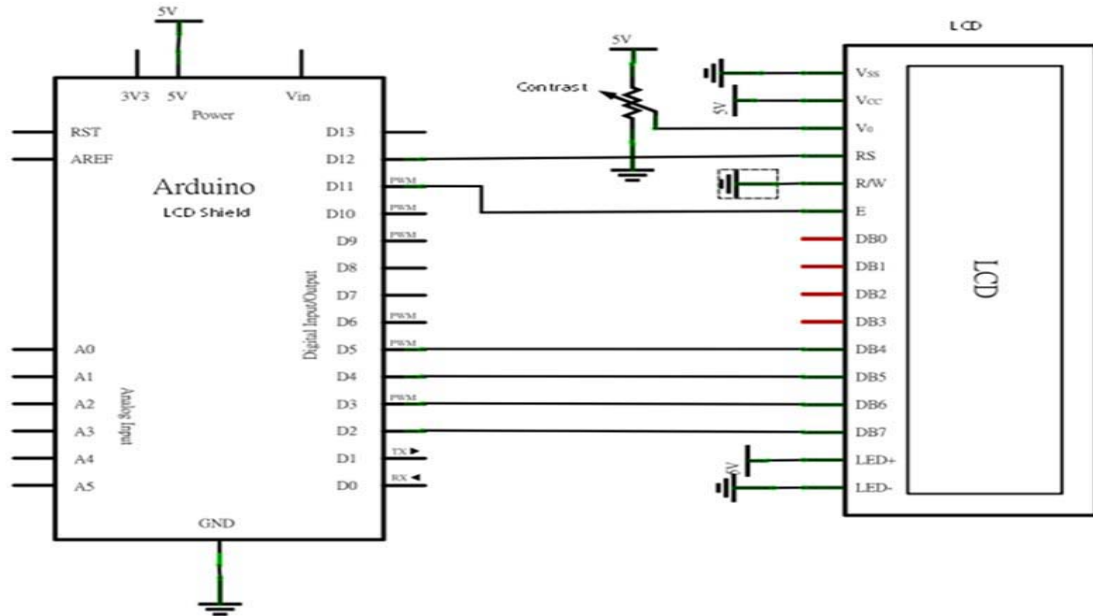 5V
3V3
5V
Vin
Power
RST
AREF
Arduino
LCD Shield
A0
A1
A2
A3
A4
A5
Analog Input
GND
D13
D12
D11
PWM
D10
PWM
D9
PWM
D8
D7
D6
PWM
D5
PWM
D4
D3
PWM
D2
D1
TX
D0
RX
Digital Input/Output
5V
Contrast
LCD
Vss
Vcc
5V
Vo
RS
R/W
E
DB0
DB1
DB2
DB3
DB4
DB5
DB6
DB7
LED+
5V
LED-
LCD